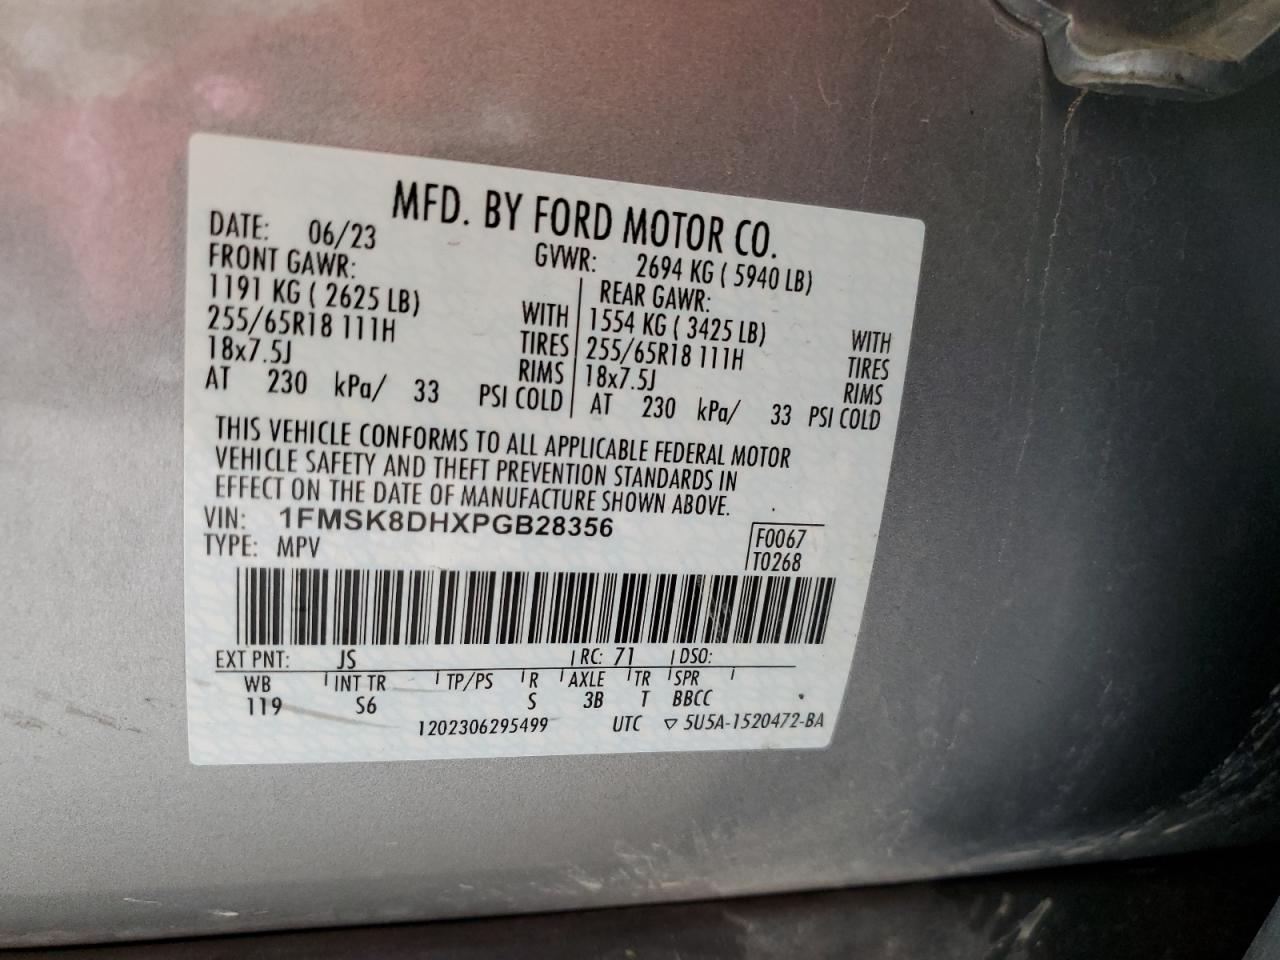 MFD. BY FORD MOTOR CO.
DATE: 06/23 GVWR: 2694 KG ( 5940 LB)
FRONT GAWR: REAR GAWR:
1191 KG ( 2625 LB) WITH 1554 KG ( 3425 LB) WITH
255/65R18 111H TIRES 255/65R18 111H TIRES
18x7.5J RIMS 18x7.5J RIMS
AT 230 kPa/ 33 PSI COLD AT 230 kPa/ 33 PSI COLD
THIS VEHICLE CONFORMS TO ALL APPLICABLE FEDERAL MOTOR
VEHICLE SAFETY AND THEFT PREVENTION STANDARDS IN
EFFECT ON THE DATE OF MANUFACTURE SHOWN ABOVE.
VIN: 1FMSK8DHXPGB28356
TYPE: MPV
F0067
T0268
EXT PNT: JS RC: 71 DSO:
WB INT TR TP/PS R AXLE TR SPR
119 S6 S 3B T BBCC
1202306295499 UTC ▽ 5U5A-1520472-BA